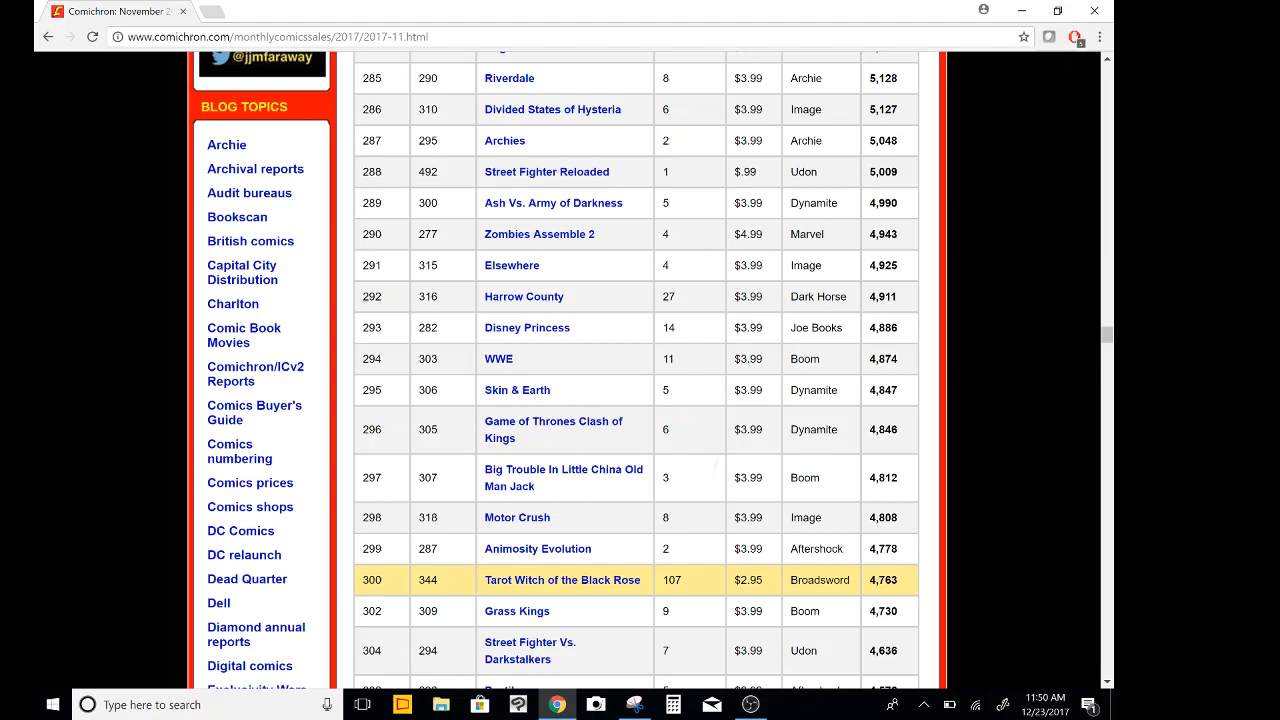 Comichron: November 2
www.comichron.com/monthlycomicssales/2017/2017-11.html
@jjmfaraway
BLOG TOPICS
Archie
Archival reports
Audit bureaus
Bookscan
British comics
Capital City
Distribution
Charlton
Comic Book
Movies
Comichron/ICv2
Reports
Comics Buyer's
Guide
Comics
numbering
Comics prices
Comics shops
DC Comics
DC relaunch
Dead Quarter
Dell
Diamond annual
reports
Digital comics
285 290 Riverdale 8 $3.99 Archie 5,128
286 310 Divided States of Hysteria 6 $3.99 Image 5,127
287 295 Archies 2 $3.99 Archie 5,048
288 492 Street Fighter Reloaded 1 $.99 Udon 5,009
289 300 Ash Vs. Army of Darkness 5 $3.99 Dynamite 4,990
290 277 Zombies Assemble 2 4 $4.99 Marvel 4,943
291 315 Elsewhere 4 $3.99 Image 4,925
292 316 Harrow County 27 $3.99 Dark Horse 4,911
293 282 Disney Princess 14 $3.99 Joe Books 4,886
294 303 WWE 11 $3.99 Boom 4,874
295 306 Skin & Earth 5 $3.99 Dynamite 4,847
296 305 Game of Thrones Clash of
Kings 6 $3.99 Dynamite 4,846
297 307 Big Trouble In Little China Old
Man Jack 3 $3.99 Boom 4,812
298 318 Motor Crush 8 $3.99 Image 4,808
299 287 Animosity Evolution 2 $3.99 Aftershock 4,778
300 344 Tarot Witch of the Black Rose 107 $2.95 Broadsword 4,763
302 309 Grass Kings 9 $3.99 Boom 4,730
304 294 Street Fighter Vs.
Darkstalkers 7 $3.99 Udon 4,636
Type here to search
11:50 AM
12/23/2017